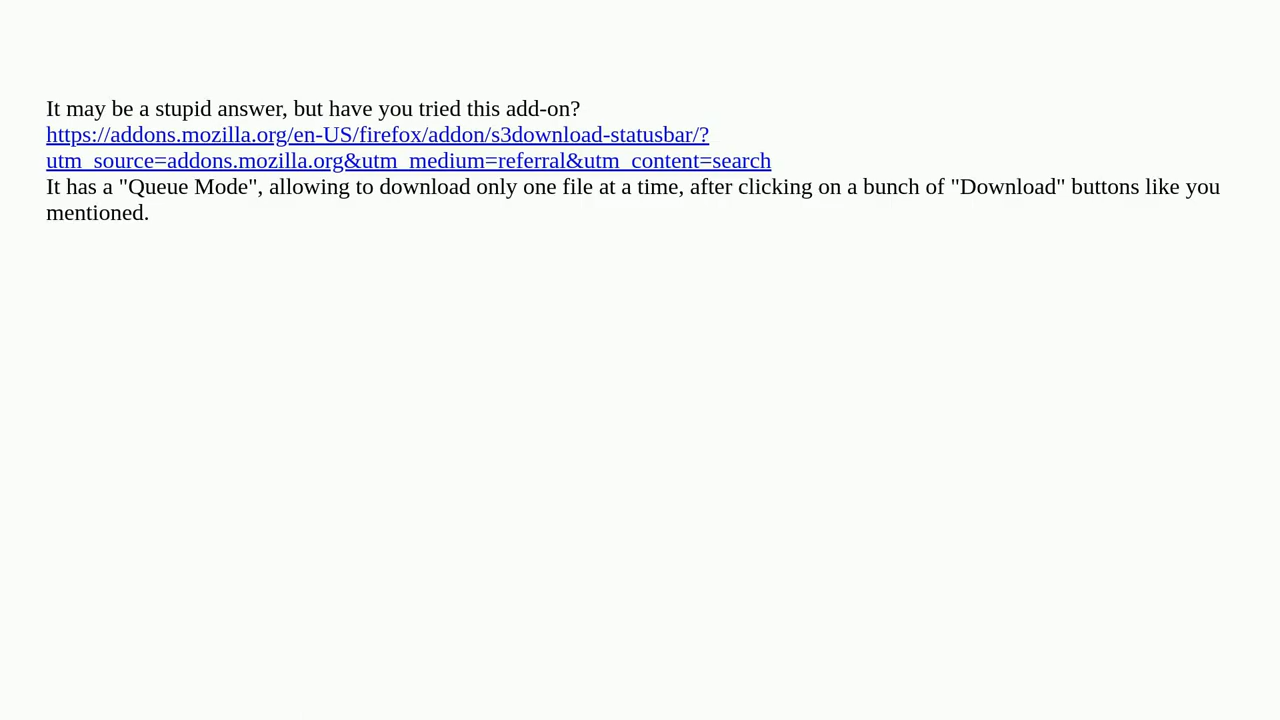 It may be a stupid answer, but have you tried this add-on?
https://addons.mozilla.org/en-US/firefox/addon/s3download-statusbar/?
utm_source=addons.mozilla.org&utm_medium=referral&utm_content=search
It has a "Queue Mode", allowing to download only one file at a time, after clicking on a bunch of "Download" buttons like you
mentioned.